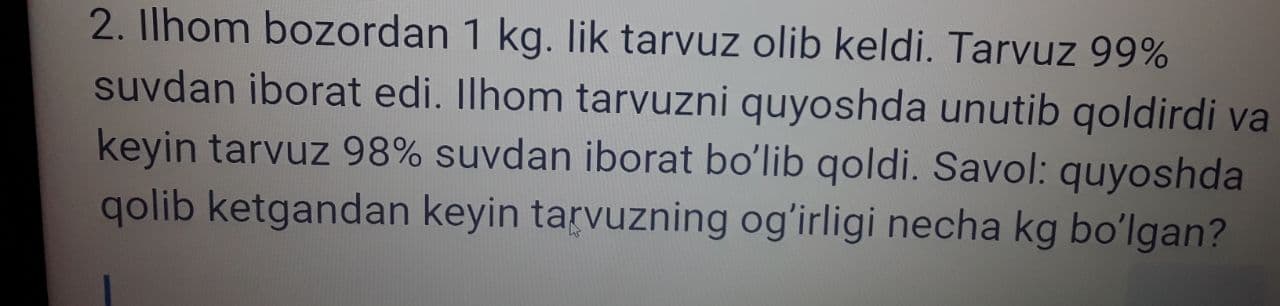 2. Ilhom bozordan 1 kg. lik tarvuz olib keldi. Tarvuz 99%
suvdan iborat edi. Ilhom tarvuzni quyoshda unutib qoldirdi va
keyin tarvuz 98% suvdan iborat bo'lib qoldi. Savol: quyoshda
qolib ketgandan keyin tarvuzning og'irligi necha kg bo'lgan?